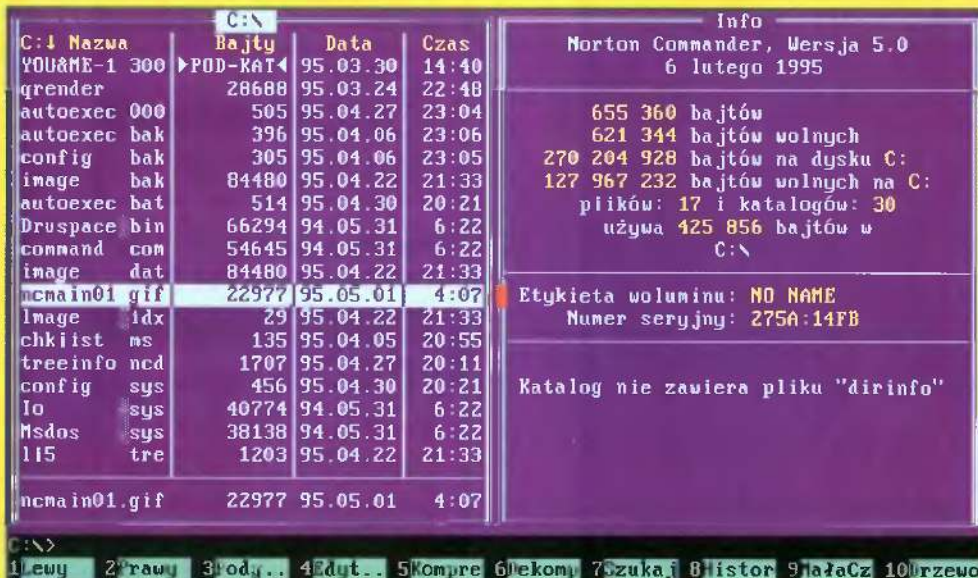 C:\
C:↓ Nazwa Bajty Data Czas
YOU&ME-1 300 ►POD-KAT◄ 95.03.30 14:40
qrender 28688 95.03.24 22:48
autoexec 000 505 95.04.27 23:04
autoexec bak 396 95.04.06 23:06
config bak 305 95.04.06 23:05
image bak 84480 95.04.22 21:33
autoexec bat 514 95.04.30 20:21
Drvspace bin 66294 94.05.31 6:22
command com 54645 94.05.31 6:22
image dat 84480 95.04.22 21:33
ncmain01 gif 22977 95.05.01 4:07
Image idx 29 95.04.22 21:33
chklist ms 135 95.04.05 20:55
treeinfo ncd 1707 95.04.27 20:11
config sys 456 95.04.30 20:21
Io sys 40774 94.05.31 6:22
Msdos sys 38138 94.05.31 6:22
115 tre 1203 95.04.22 21:33
ncmain01.gif 22977 95.05.01 4:07
Info
Norton Commander, Wersja 5.0
6 lutego 1995
655 360 bajtów
621 344 bajtów wolnych
270 204 928 bajtów na dysku C:
127 967 232 bajtów wolnych na C:
plików: 17 i katalogów: 30
używa 425 856 bajtów w
C:\
Etykieta woluminu: NO NAME
Numer seryjny: 275A:14FB
Katalog nie zawiera pliku "dirinfo"
C:\>
1Lewy 2Prawy 3Pody.. 4Edyt.. 5Kompre 6Dekomp 7Szukaj 8Histor 9MałaCz 10Drzewo